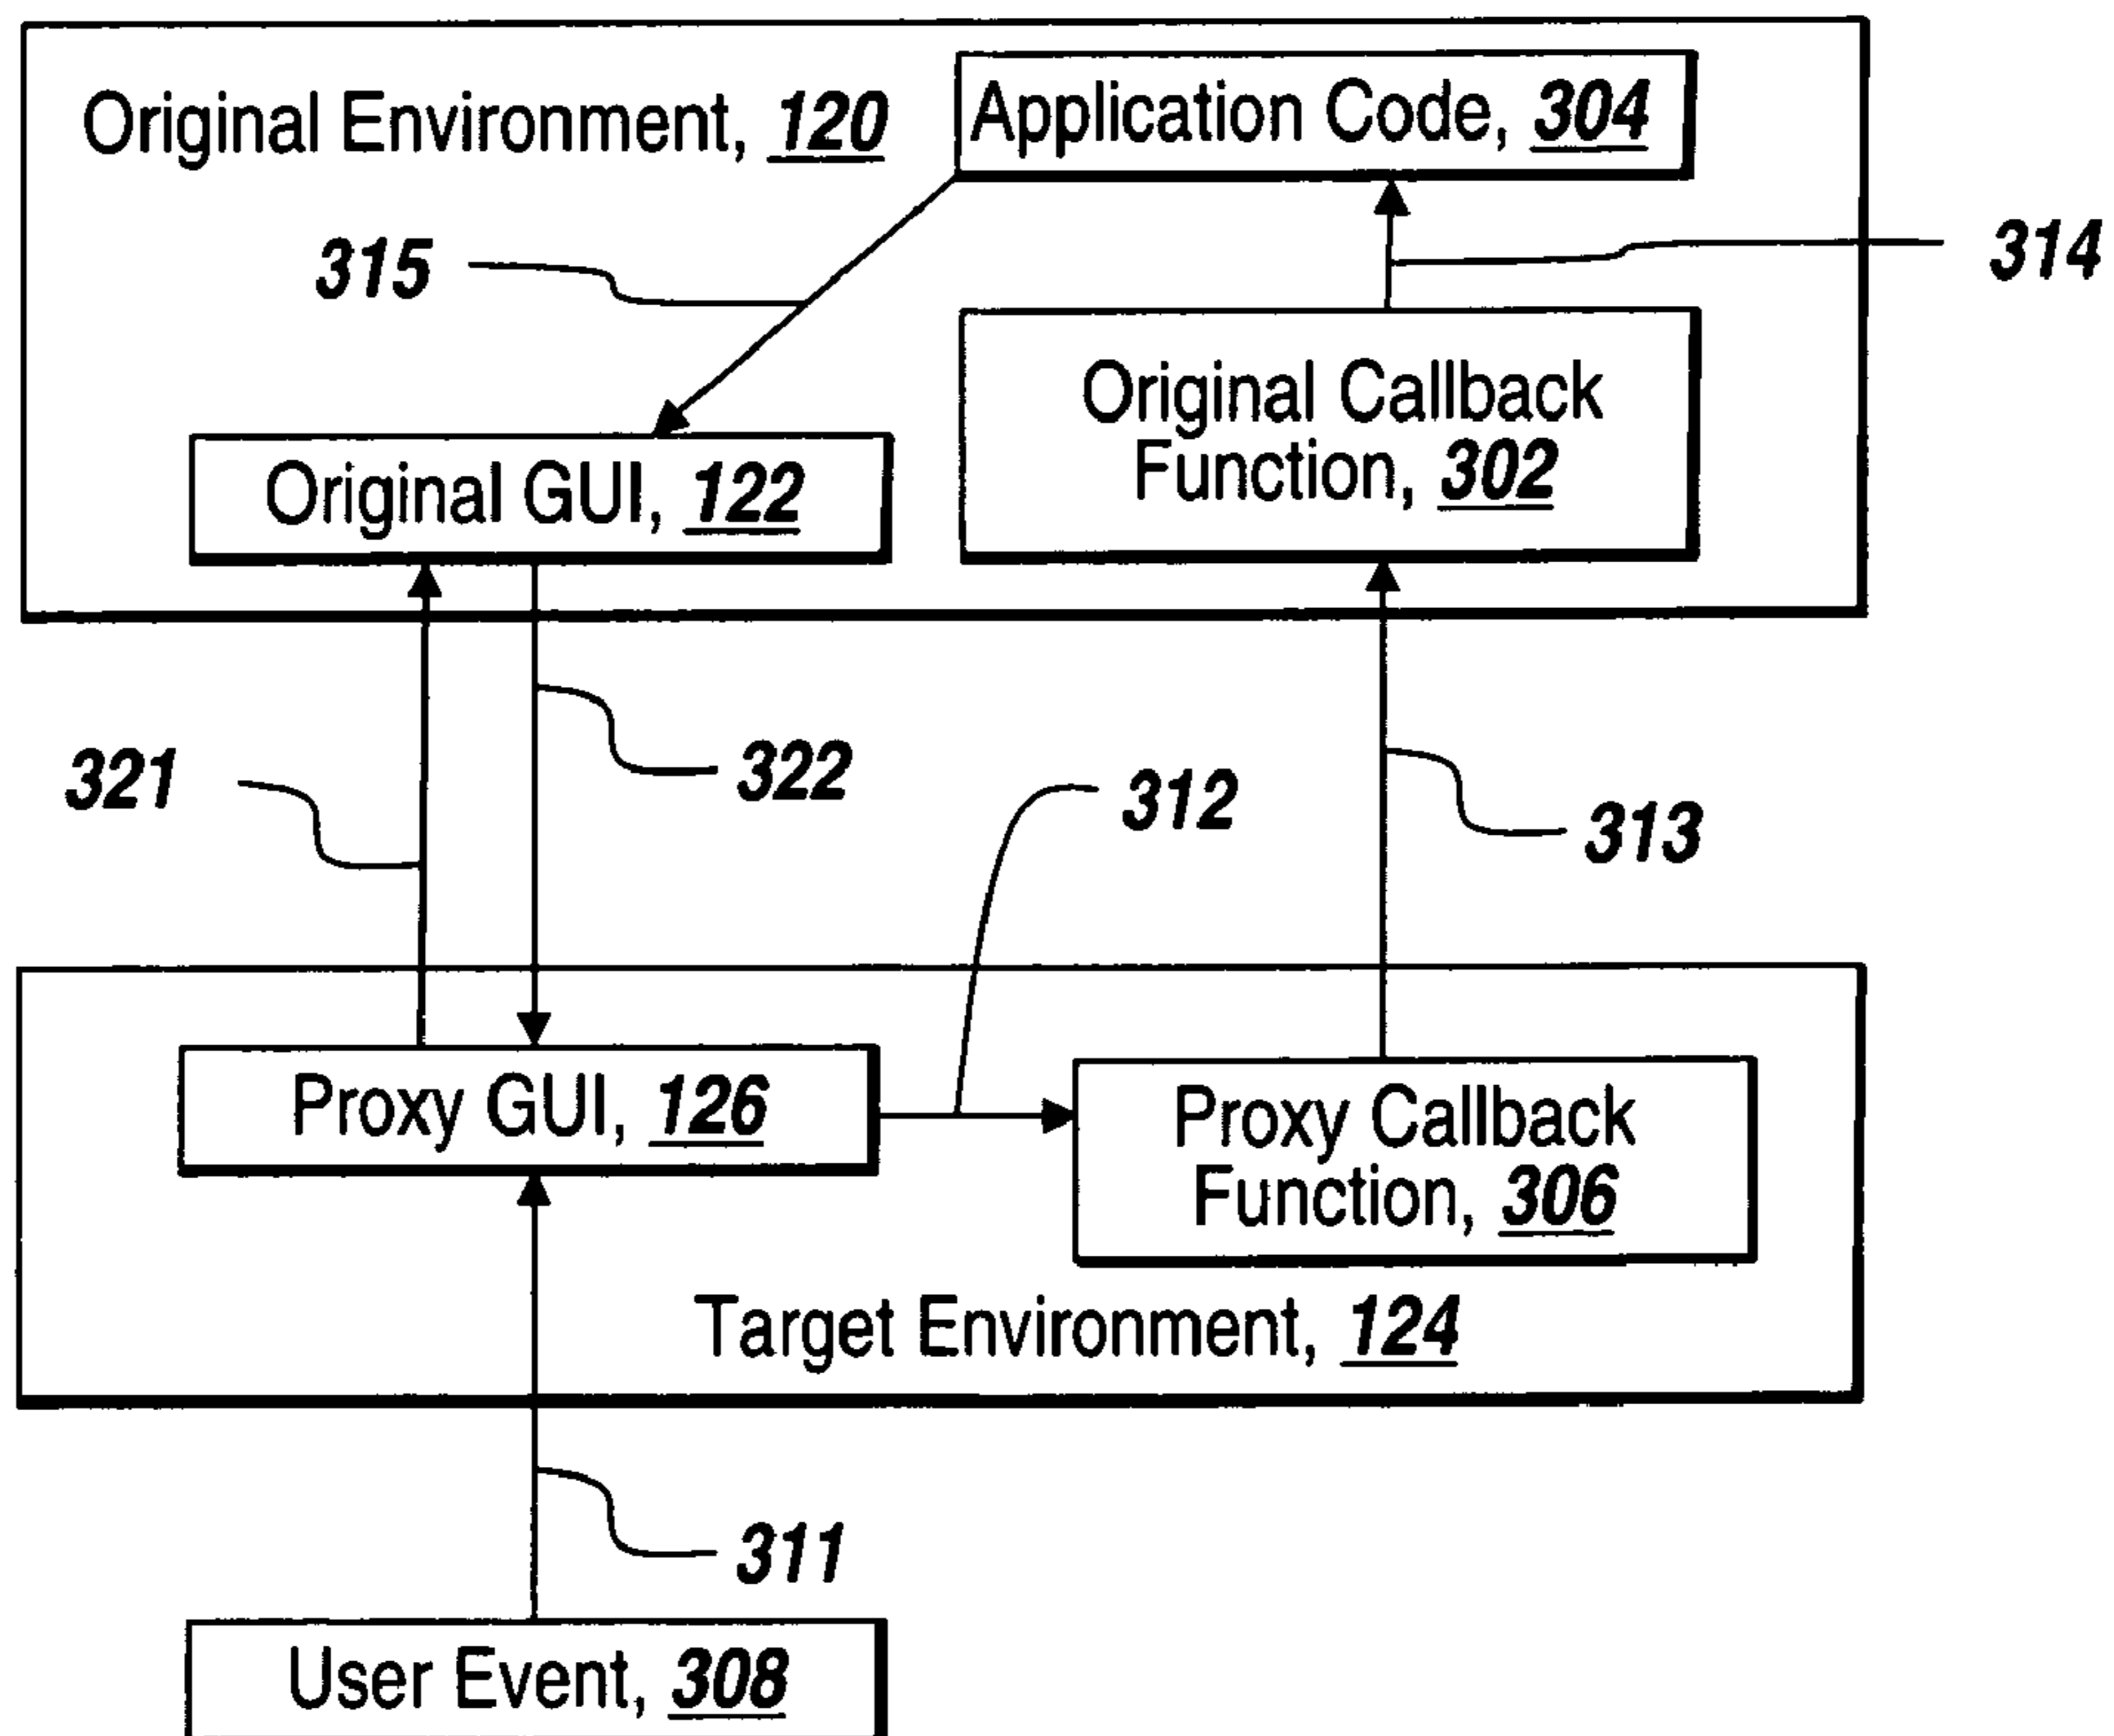 Original Environment, 120
Application Code, 304
315
314
Original Callback
Function, 302
Original GUI, 122
321
322
312
313
Proxy GUI, 126
Proxy Callback
Function, 306
Target Environment, 124
311
User Event, 308